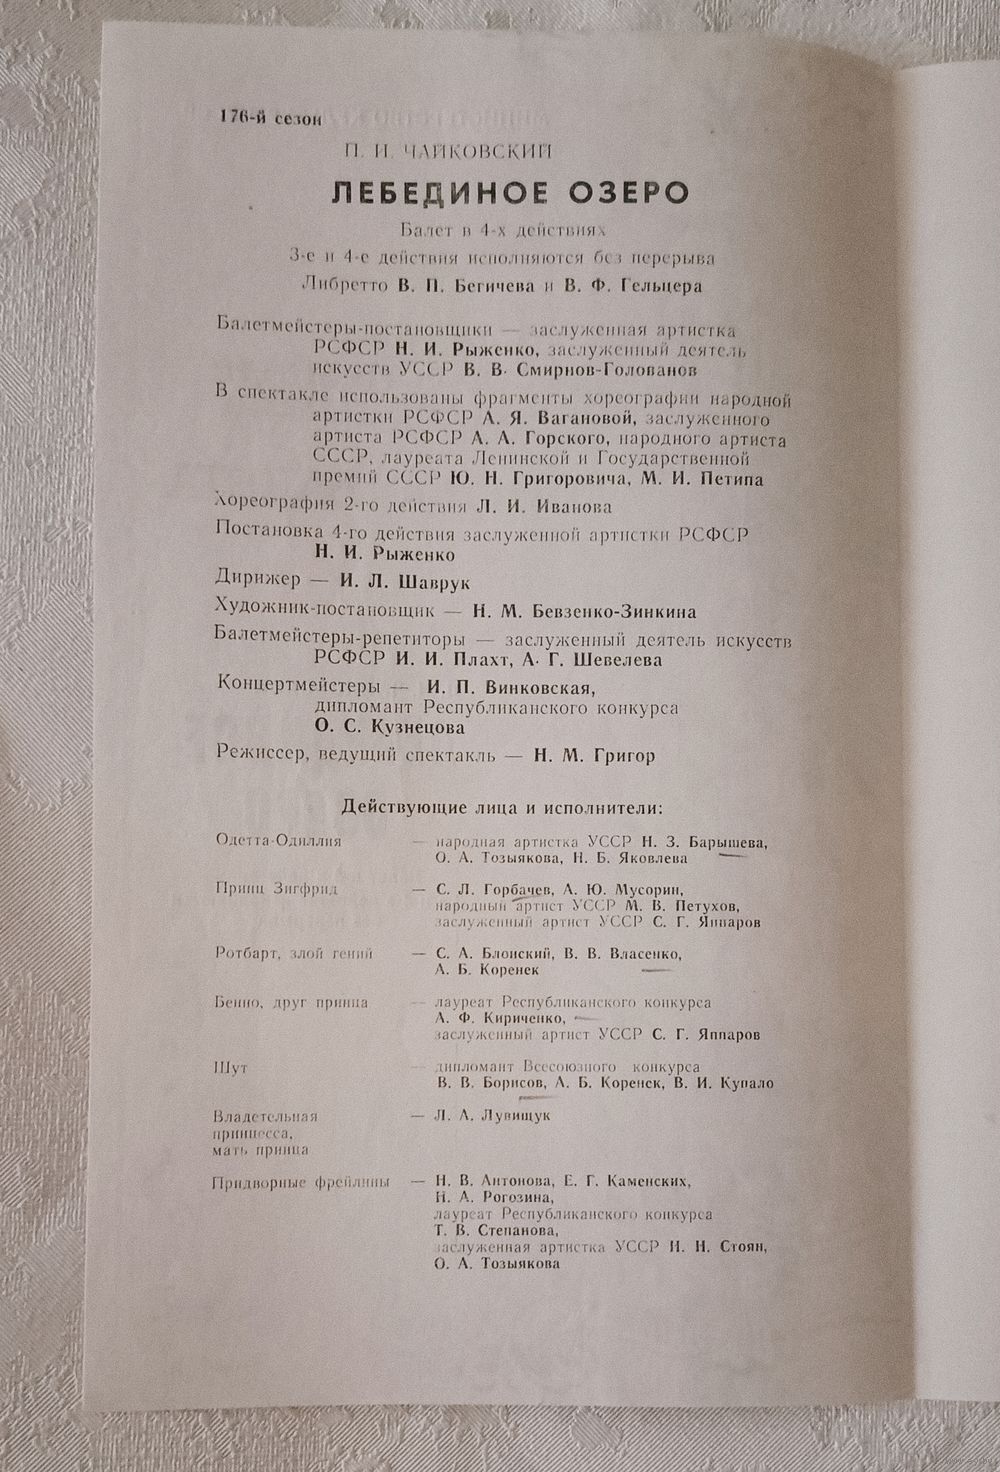 176-й сезон
П. И. ЧАЙКОВСКИЙ
ЛЕБЕДИНОЕ ОЗЕРО
Балет в 4-х действиях
3-е и 4-е действия исполняются без перерыва
Либретто В. П. Бегичева и В. Ф. Гельцера
Балетмейстеры-постановщики — заслуженная артистка
РСФСР Н. И. Рыженко, заслуженный деятель
искусств УССР В. В. Смирнов-Голованов
В спектакле использованы фрагменты хореографии народной
артистки РСФСР А. Я. Вагановой, заслуженного
артиста РСФСР А. А. Горского, народного артиста
СССР, лауреата Ленинской и Государственной
премий СССР Ю. Н. Григоровича, М. И. Петипа
Хореография 2-го действия Л. И. Иванова
Постановка 4-го действия заслуженной артистки РСФСР
Н. И. Рыженко
Дирижер — И. Л. Шаврук
Художник-постановщик — Н. М. Бевзенко-Зинкина
Балетмейстеры-репетиторы — заслуженный деятель искусств
РСФСР И. И. Плахт, А. Г. Шевелева
Концертмейстеры — И. П. Винковская,
дипломант Республиканского конкурса
О. С. Кузнецова
Режиссер, ведущий спектакль — Н. М. Григор
Действующие лица и исполнители:
Одетта-Одиллия — народная артистка УССР Н. З. Барышева,
О. А. Тозыякова, Н. Б. Яковлева
Принц Зигфрид — С. Л. Горбачев, А. Ю. Мусорин,
народный артист УССР М. В. Петухов,
заслуженный артист УССР С. Г. Яппаров
Ротбарт, злой гений — С. А. Блонский, В. В. Власенко,
А. Б. Коренек
Бенно, друг принца — лауреат Республиканского конкурса
А. Ф. Кириченко,
заслуженный артист УССР С. Г. Яппаров
Шут — дипломант Всесоюзного конкурса
В. В. Борисов, А. Б. Коренек, В. И. Купало
Владетельная — Л. А. Лувищук
принцесса,
мать принца
Придворные фрейлины — Н. В. Антонова, Е. Г. Каменских,
Н. А. Рогозина,
лауреат Республиканского конкурса
Т. В. Степанова,
заслуженная артистка УССР И. И. Стоян,
О. А. Тозыякова